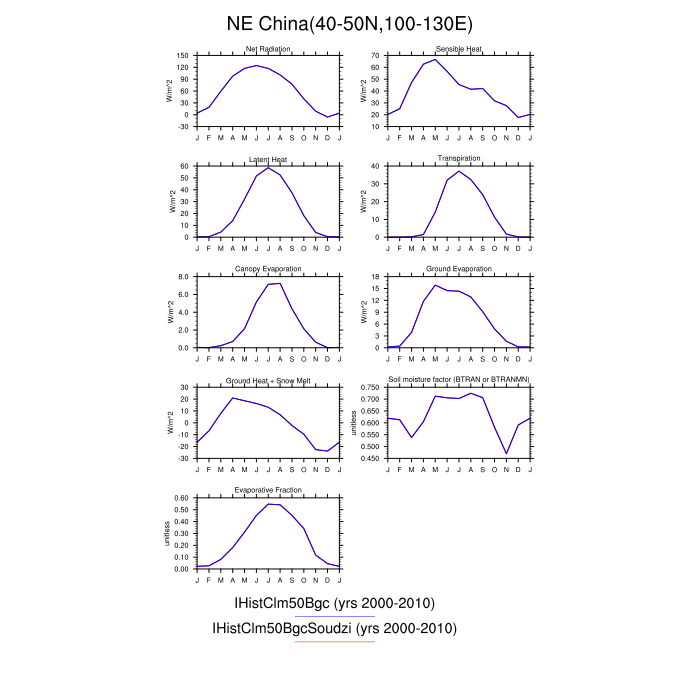 NE China(40-50N,100-130E)
Net Radiation
Sensible Heat
150
120
90
60
30
0
-30
W/m^2
J F M A M J J A S O N D J
70
60
50
40
30
20
10
W/m^2
J F M A M J J A S O N D J
Latent Heat
Transpiration
60
50
40
30
20
10
0
W/m^2
J F M A M J J A S O N D J
40
30
20
10
0
W/m^2
J F M A M J J A S O N D J
Canopy Evaporation
Ground Evaporation
8.0
6.0
4.0
2.0
0.0
W/m^2
J F M A M J J A S O N D J
18
15
12
9
6
3
0
W/m^2
J F M A M J J A S O N D J
Ground Heat + Snow Melt
Soil moisture factor (BTRAN or BTRANMN)
30
20
10
0
-10
-20
-30
W/m^2
J F M A M J J A S O N D J
0.750
0.700
0.650
0.600
0.550
0.500
0.450
unitless
J F M A M J J A S O N D J
Evaporative Fraction
0.60
0.50
0.40
0.30
0.20
0.10
0.00
unitless
J F M A M J J A S O N D J
IHistClm50Bgc (yrs 2000-2010)
IHistClm50BgcSoudzi (yrs 2000-2010)